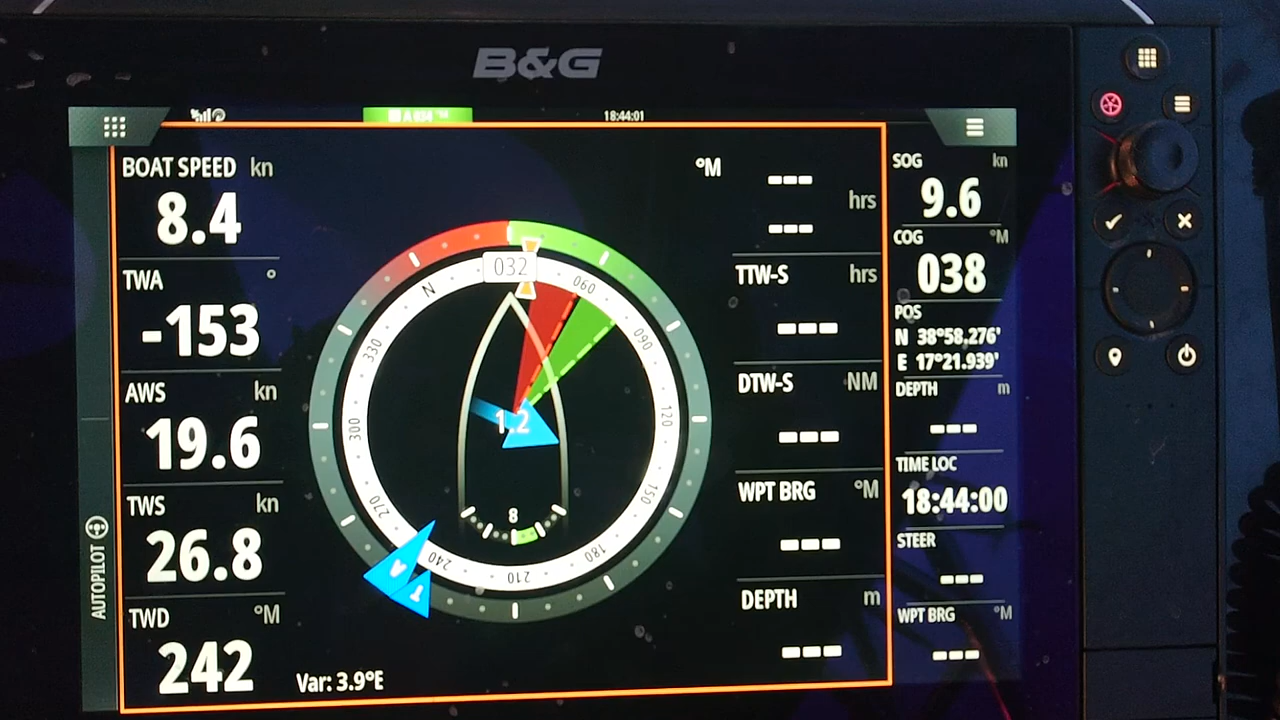 B&G
A 034 °M
18:44:01
BOAT SPEED kn
8.4
TWA °
-153
AWS kn
19.6
TWS kn
26.8
TWD °M
242
AUTOPILOT
032
N
060
090
120
150
180
210
240
270
300
330
1.2
8
A
T
Var: 3.9°E
°M
---
hrs
---
TTW-S hrs
---
DTW-S NM
---
WPT BRG °M
---
DEPTH m
---
SOG kn
9.6
COG °M
038
POS
N 38°58.276'
E 17°21.939'
DEPTH m
---
TIME LOC
18:44:00
STEER
---
WPT BRG °M
---